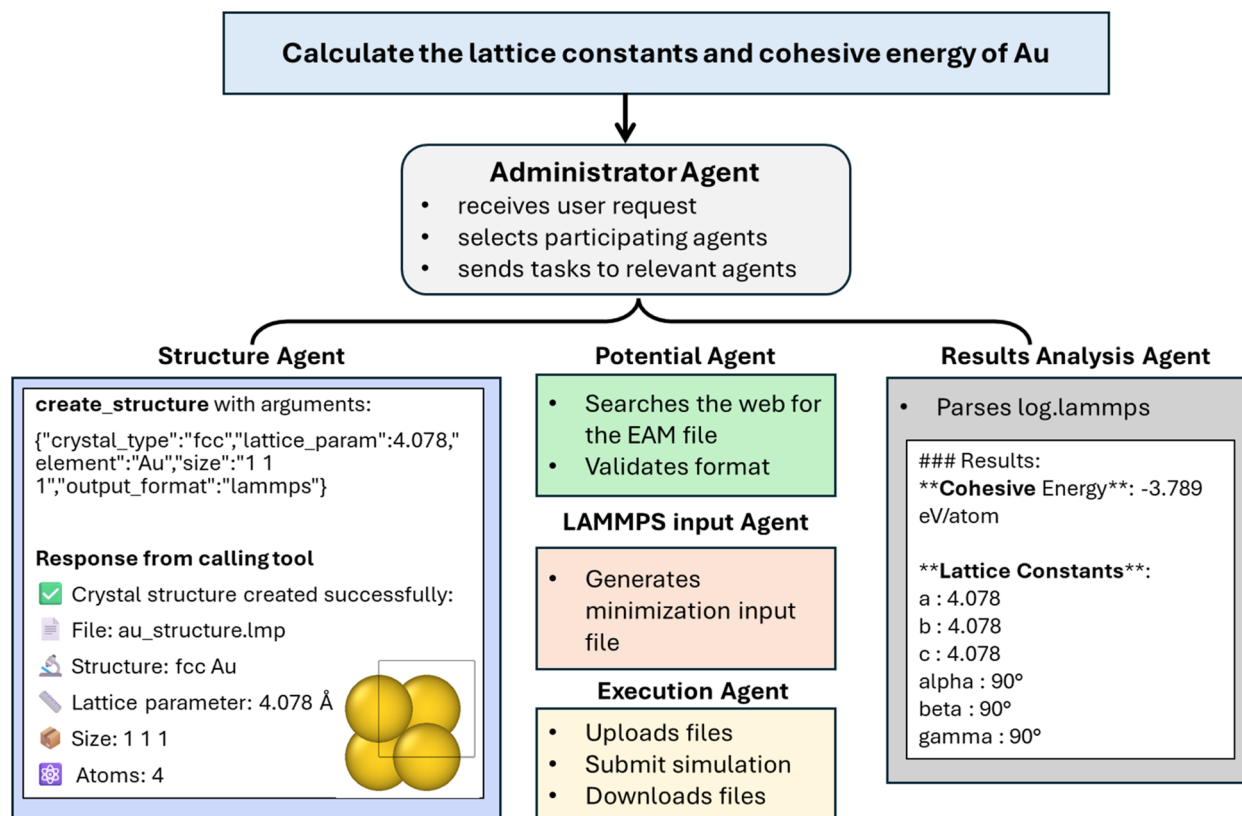 Calculate the lattice constants and cohesive energy of Au
Administrator Agent
• receives user request
• selects participating agents
• sends tasks to relevant agents
Structure Agent
create_structure with arguments:
{"crystal_type":"fcc","lattice_param":4.078,"
element":"Au","size":"1 1
1","output_format":"lammps"}
Response from calling tool
✅ Crystal structure created successfully:
📄 File: au_structure.lmp
🔬 Structure: fcc Au
📏 Lattice parameter: 4.078 Å
📦 Size: 1 1 1
⚛️ Atoms: 4
Potential Agent
• Searches the web for
the EAM file
• Validates format
LAMMPS input Agent
• Generates
minimization input
file
Execution Agent
• Uploads files
• Submit simulation
• Downloads files
Results Analysis Agent
• Parses log.lammps
### Results:
**Cohesive Energy**: -3.789
eV/atom
**Lattice Constants**:
a : 4.078
b : 4.078
c : 4.078
alpha : 90°
beta : 90°
gamma : 90°